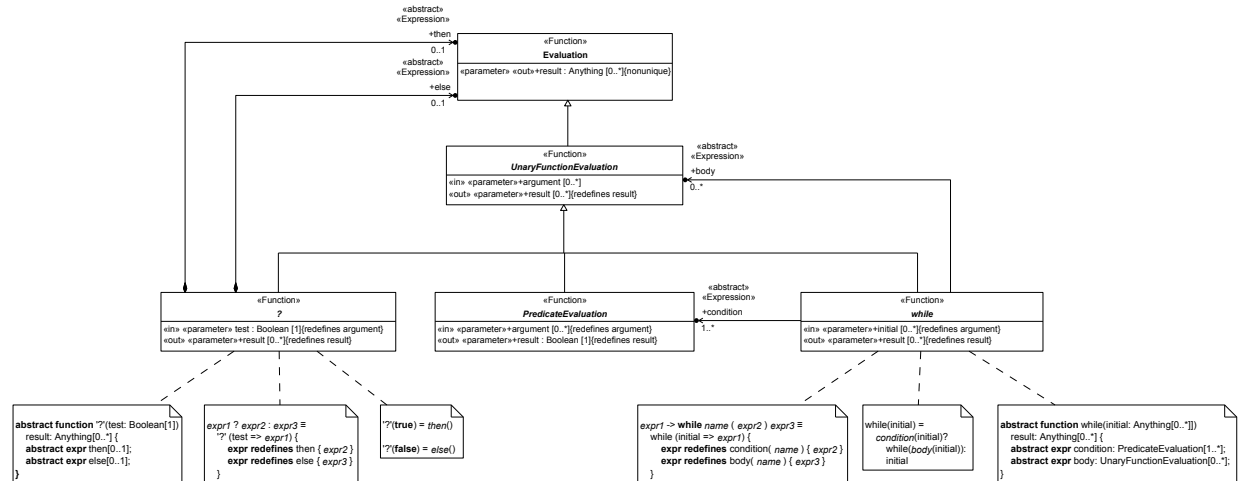 «abstract»
«Expression»
+then
0..1
«abstract»
«Expression»
+else
0..1
«Function»
Evaluation
«parameter» «out»+result : Anything [0..*]{nonunique}
«Function»
UnaryFunctionEvaluation
«in» «parameter»+argument [0..*]
«out» «parameter»+result [0..*]{redefines result}
«abstract»
«Expression»
+body
0..*
«Function»
?
«in» «parameter» test : Boolean [1]{redefines argument}
«out» «parameter»+result [0..*]{redefines result}
«Function»
PredicateEvaluation
«in» «parameter»+argument [0..*]{redefines argument}
«out» «parameter»+result : Boolean [1]{redefines result}
«abstract»
«Expression»
+condition
1..*
«Function»
while
«in» «parameter»+initial [0..*]{redefines argument}
«out» «parameter»+result [0..*]{redefines result}
abstract function '?'(test: Boolean[1])
result: Anything[0..*] {
abstract expr then[0..1];
abstract expr else[0..1];
}
expr1 ? expr2 : expr3 ≡
'?' (test => expr1) {
expr redefines then { expr2 }
expr redefines else { expr3 }
}
'?'(true) = then()
'?'(false) = else()
expr1 -> while name ( expr2 ) expr3 ≡
while (initial => expr1) {
expr redefines condition( name ) { expr2 }
expr redefines body( name ) { expr3 }
}
while(initial) =
condition(initial)?
while(body(initial)):
initial
abstract function while(initial: Anything[0..*]])
result: Anything[0..*] {
abstract expr condition: PredicateEvaluation[1..*];
abstract expr body: UnaryFunctionEvaluation[0..*];
}